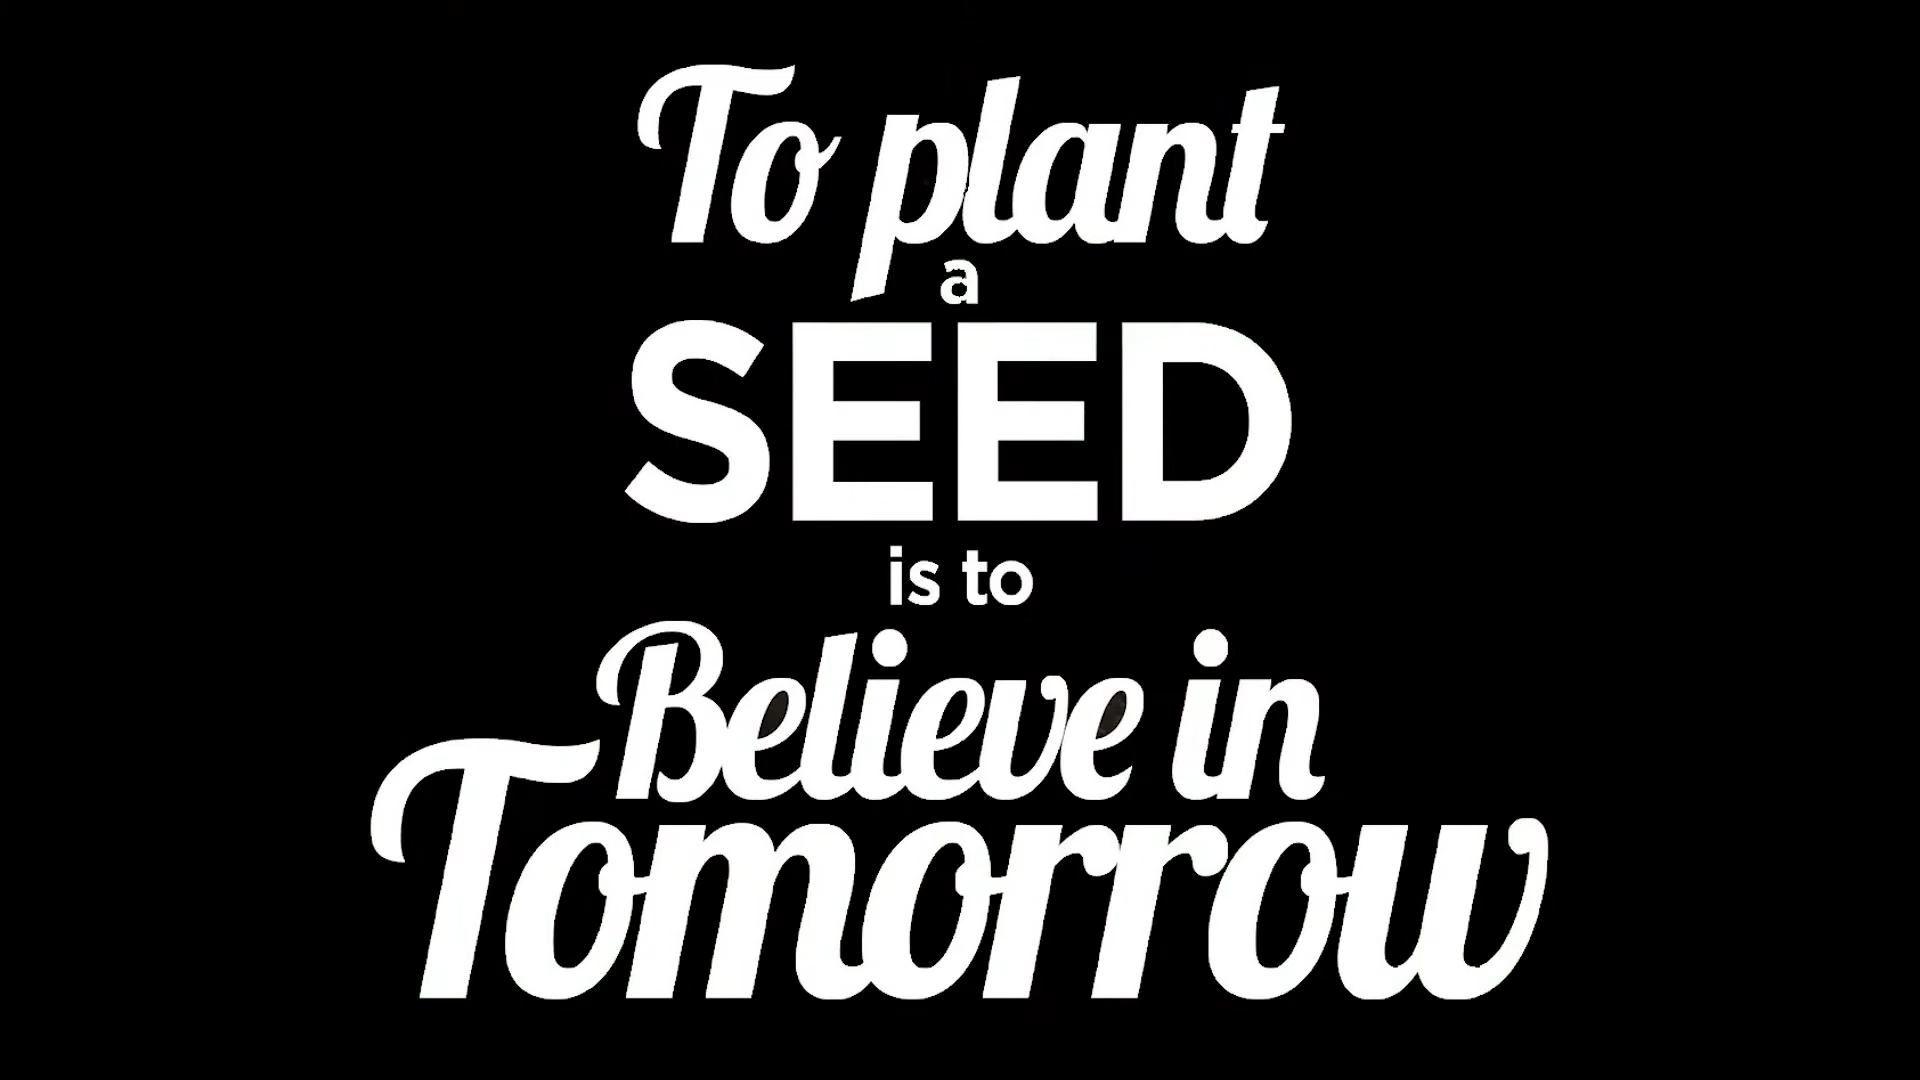 To plant
a
SEED
is to
Believe in
Tomorrow